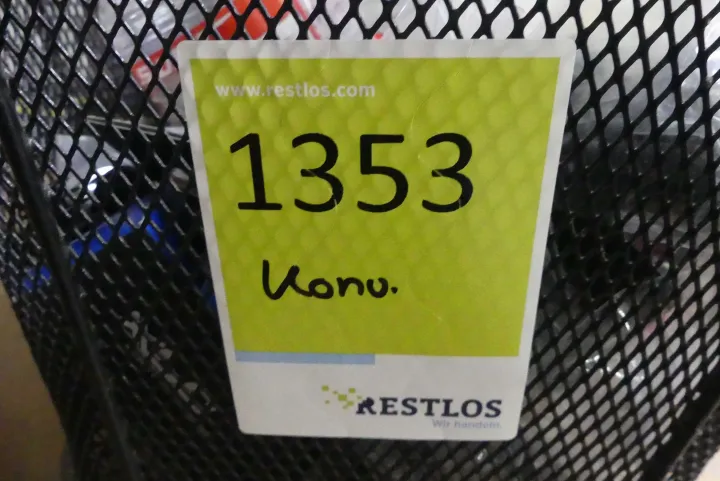 www.restlos.com
1353
Konv.
RESTLOS
Wir handeln.